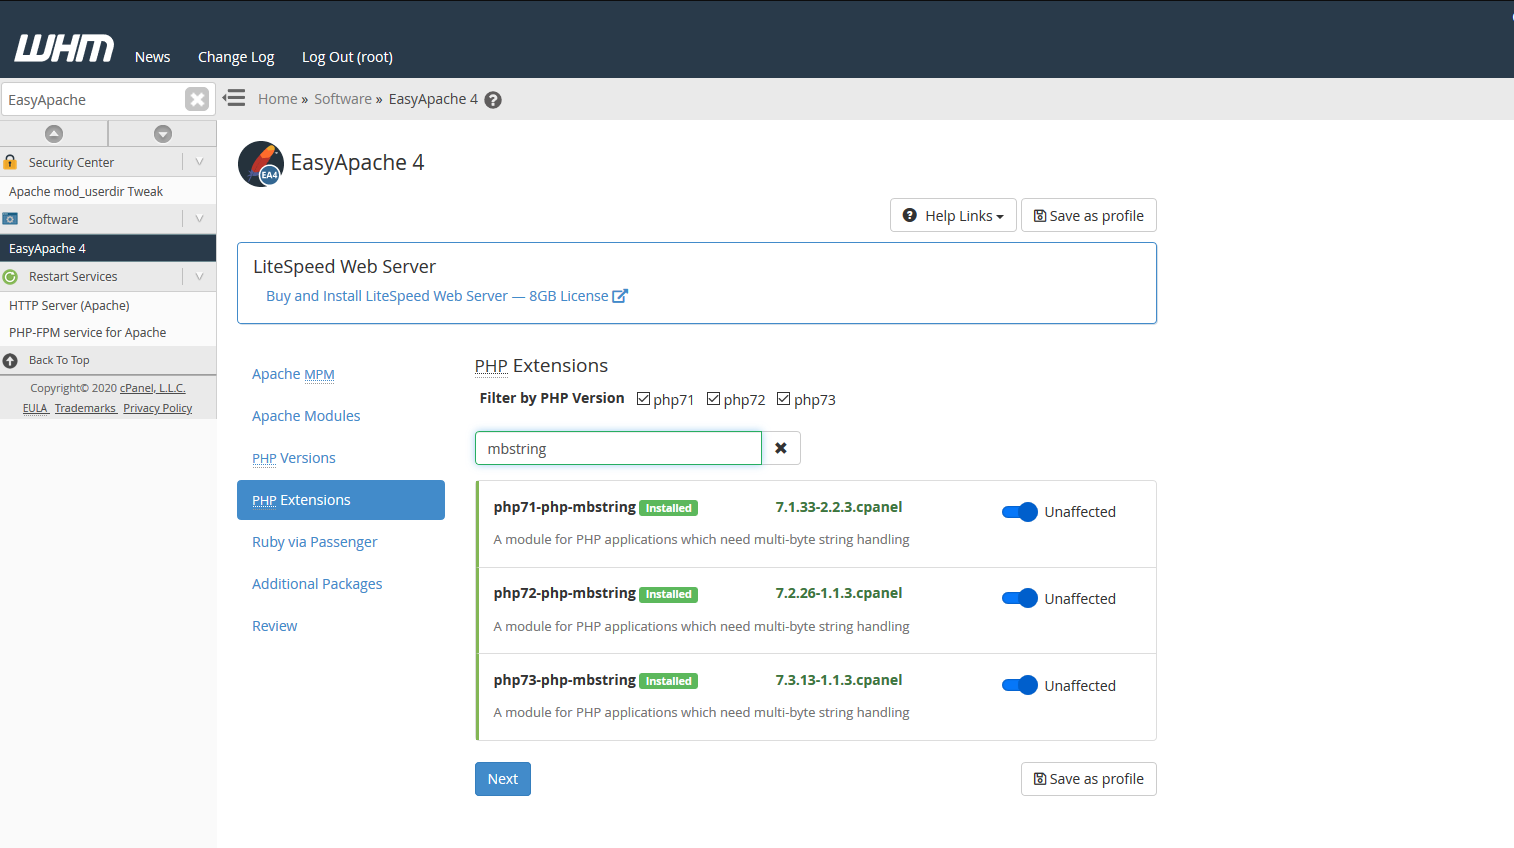 WHM
News Change Log Log Out (root)
EasyApache
Home » Software » EasyApache 4
Security Center
Apache mod_userdir Tweak
Software
EasyApache 4
Restart Services
HTTP Server (Apache)
PHP-FPM service for Apache
Back To Top
Copyright© 2020 cPanel, L.L.C.
EULA Trademarks Privacy Policy
EA4
EasyApache 4
Help Links Save as profile
LiteSpeed Web Server
Buy and Install LiteSpeed Web Server — 8GB License
Apache MPM
Apache Modules
PHP Versions
PHP Extensions
Ruby via Passenger
Additional Packages
Review
PHP Extensions
Filter by PHP Version php71 php72 php73
mbstring
php71-php-mbstring Installed 7.1.33-2.2.3.cpanel Unaffected
A module for PHP applications which need multi-byte string handling
php72-php-mbstring Installed 7.2.26-1.1.3.cpanel Unaffected
A module for PHP applications which need multi-byte string handling
php73-php-mbstring Installed 7.3.13-1.1.3.cpanel Unaffected
A module for PHP applications which need multi-byte string handling
Next Save as profile